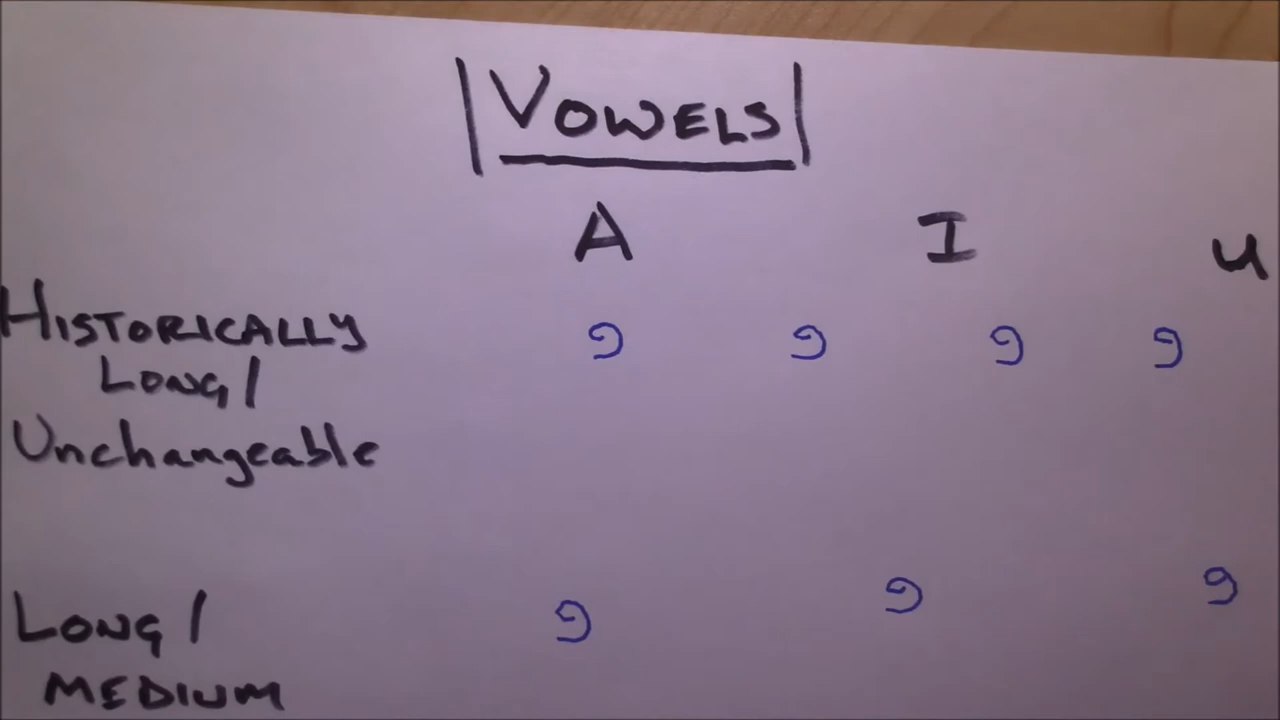 |VOWELS|
A I U
HISTORICALLY פ פ פ פ
LONG/
Unchangeable
LONG/ פ פ פ
MEDIUM